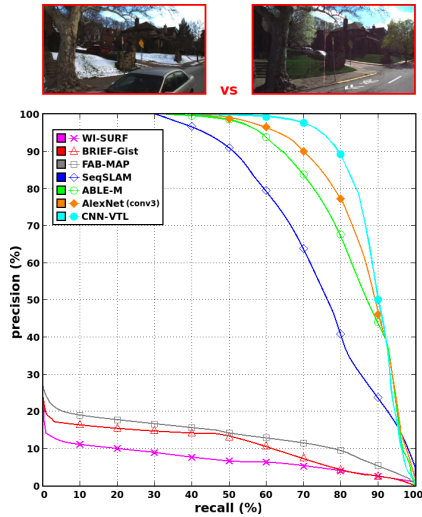 vs
100
90
80
70
60
50
40
30
20
10
0
precision (%)
WI-SURF
BRIEF-Gist
FAB-MAP
SeqSLAM
ABLE-M
AlexNet (conv3)
CNN-VTL
0 10 20 30 40 50 60 70 80 90 100
recall (%)